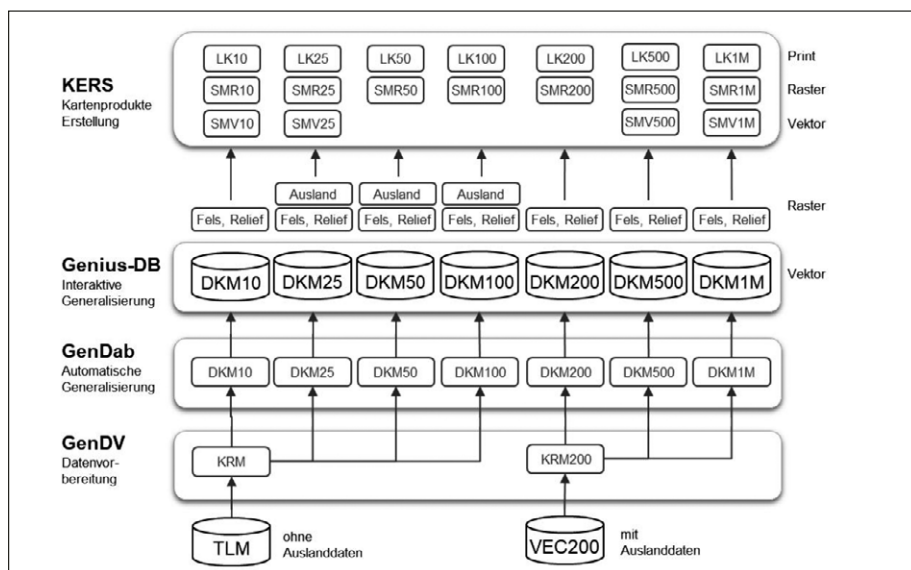 LK10 LK25 LK50 LK100 LK200 LK500 LK1M Print
KERS
Kartenprodukte
Erstellung
SMR10 SMR25 SMR50 SMR100 SMR200 SMR500 SMR1M Raster
SMV10 SMV25 SMV500 SMV1M Vektor
Ausland Ausland Ausland
Fels, Relief Fels, Relief Fels, Relief Fels, Relief Fels, Relief Fels, Relief Fels, Relief Raster
Genius-DB
Interaktive
Generalisierung
DKM10 DKM25 DKM50 DKM100 DKM200 DKM500 DKM1M Vektor
GenDab
Automatische
Generalisierung
DKM10 DKM25 DKM50 DKM100 DKM200 DKM500 DKM1M
GenDV
Datenvor-
bereitung
KRM KRM200
TLM
ohne
Auslanddaten
VEC200
mit
Auslanddaten